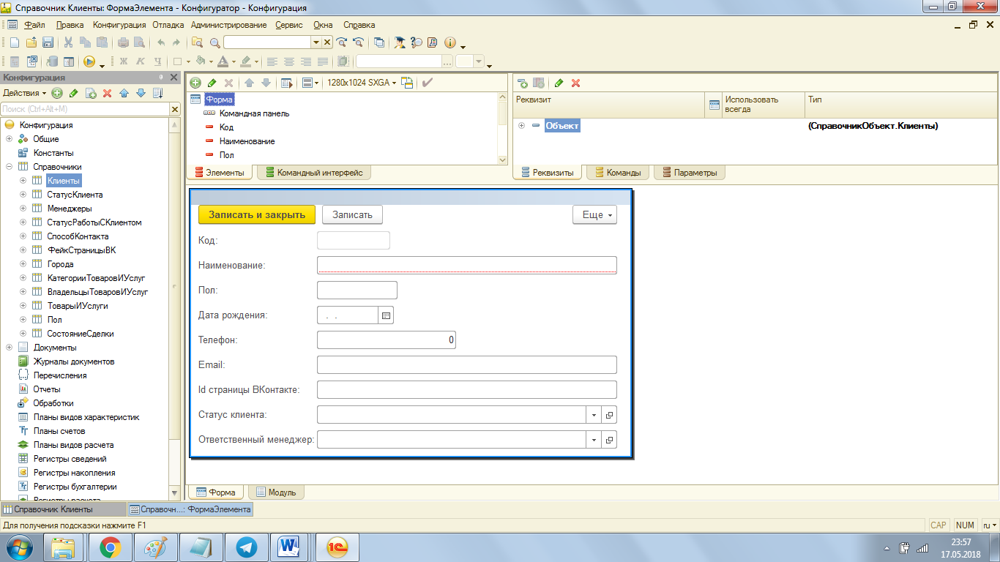 Справочник Клиенты: ФормаЭлемента - Конфигуратор - Конфигурация
Файл Правка Конфигурация Отладка Администрирование Сервис Окна Справка
Ж К Ч
Конфигурация
Действия
Поиск (Ctrl+Alt+M)
Конфигурация
Общие
Константы
Справочники
Клиенты
СтатусКлиента
Менеджеры
СтатусРаботыСКлиентом
СпособКонтакта
ФейкСтраницыВК
Города
КатегорииТоваровИУслуг
ВладельцыТоваровИУслуг
ТоварыИУслуги
Пол
СостояниеСделки
Документы
Журналы документов
Перечисления
Отчеты
Обработки
Планы видов характеристик
Планы счетов
Планы видов расчета
Регистры сведений
Регистры накопления
Регистры бухгалтерии
Регистры расчета
1280x1024 SXGA
Форма
Командная панель
Код
Наименование
Пол
Элементы Командный интерфейс
Реквизит Использовать всегда Тип
Объект (СправочникОбъект.Клиенты)
Реквизиты Команды Параметры
Записать и закрыть Записать Еще
Код:
Наименование:
Пол:
Дата рождения: . .
Телефон: 0
Email:
Id страницы ВКонтакте:
Статус клиента:
Ответственный менеджер:
Форма Модуль
Справочник Клиенты Справочн...: ФормаЭлемента
Для получения подсказки нажмите F1 CAP NUM ru
23:57
17.05.2018